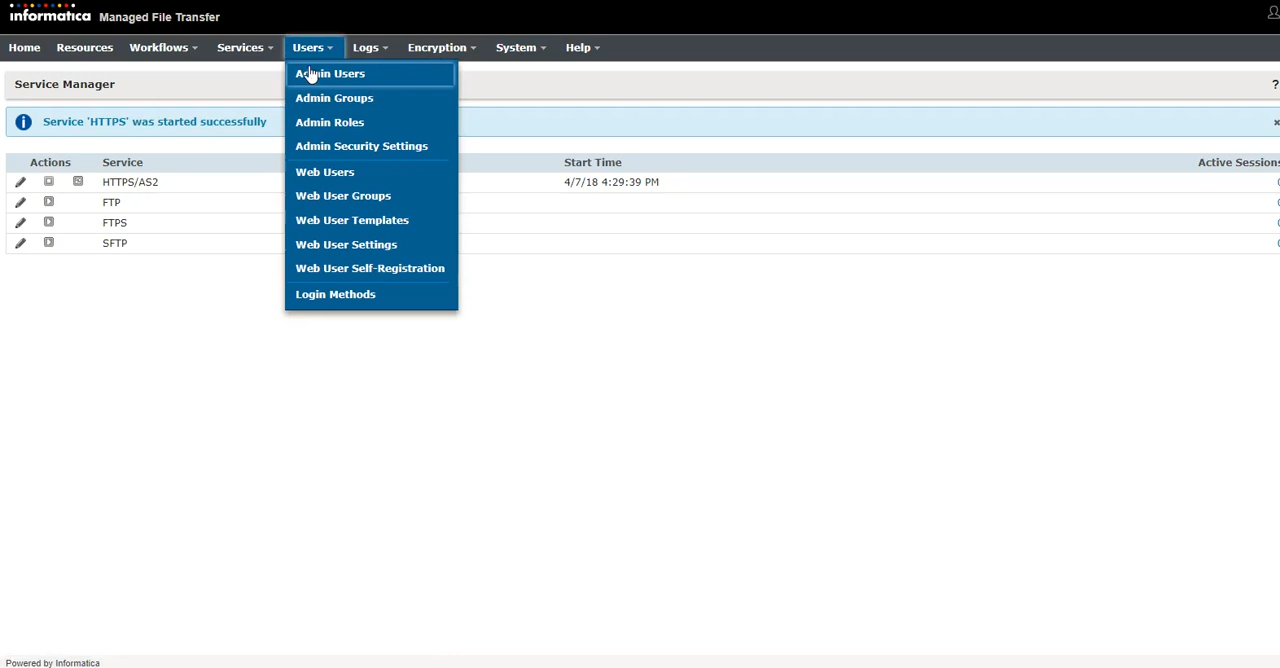 informatica Managed File Transfer
Home Resources Workflows Services Users Logs Encryption System Help
Admin Users
Service Manager ?
Admin Groups
Service 'HTTPS' was started successfully
Admin Roles
Admin Security Settings
Actions Service Start Time Active Sessions
Web Users
HTTPS/AS2 4/7/18 4:29:39 PM
Web User Groups
FTP
Web User Templates
FTPS
Web User Settings
SFTP
Web User Self-Registration
Login Methods
Powered by Informatica